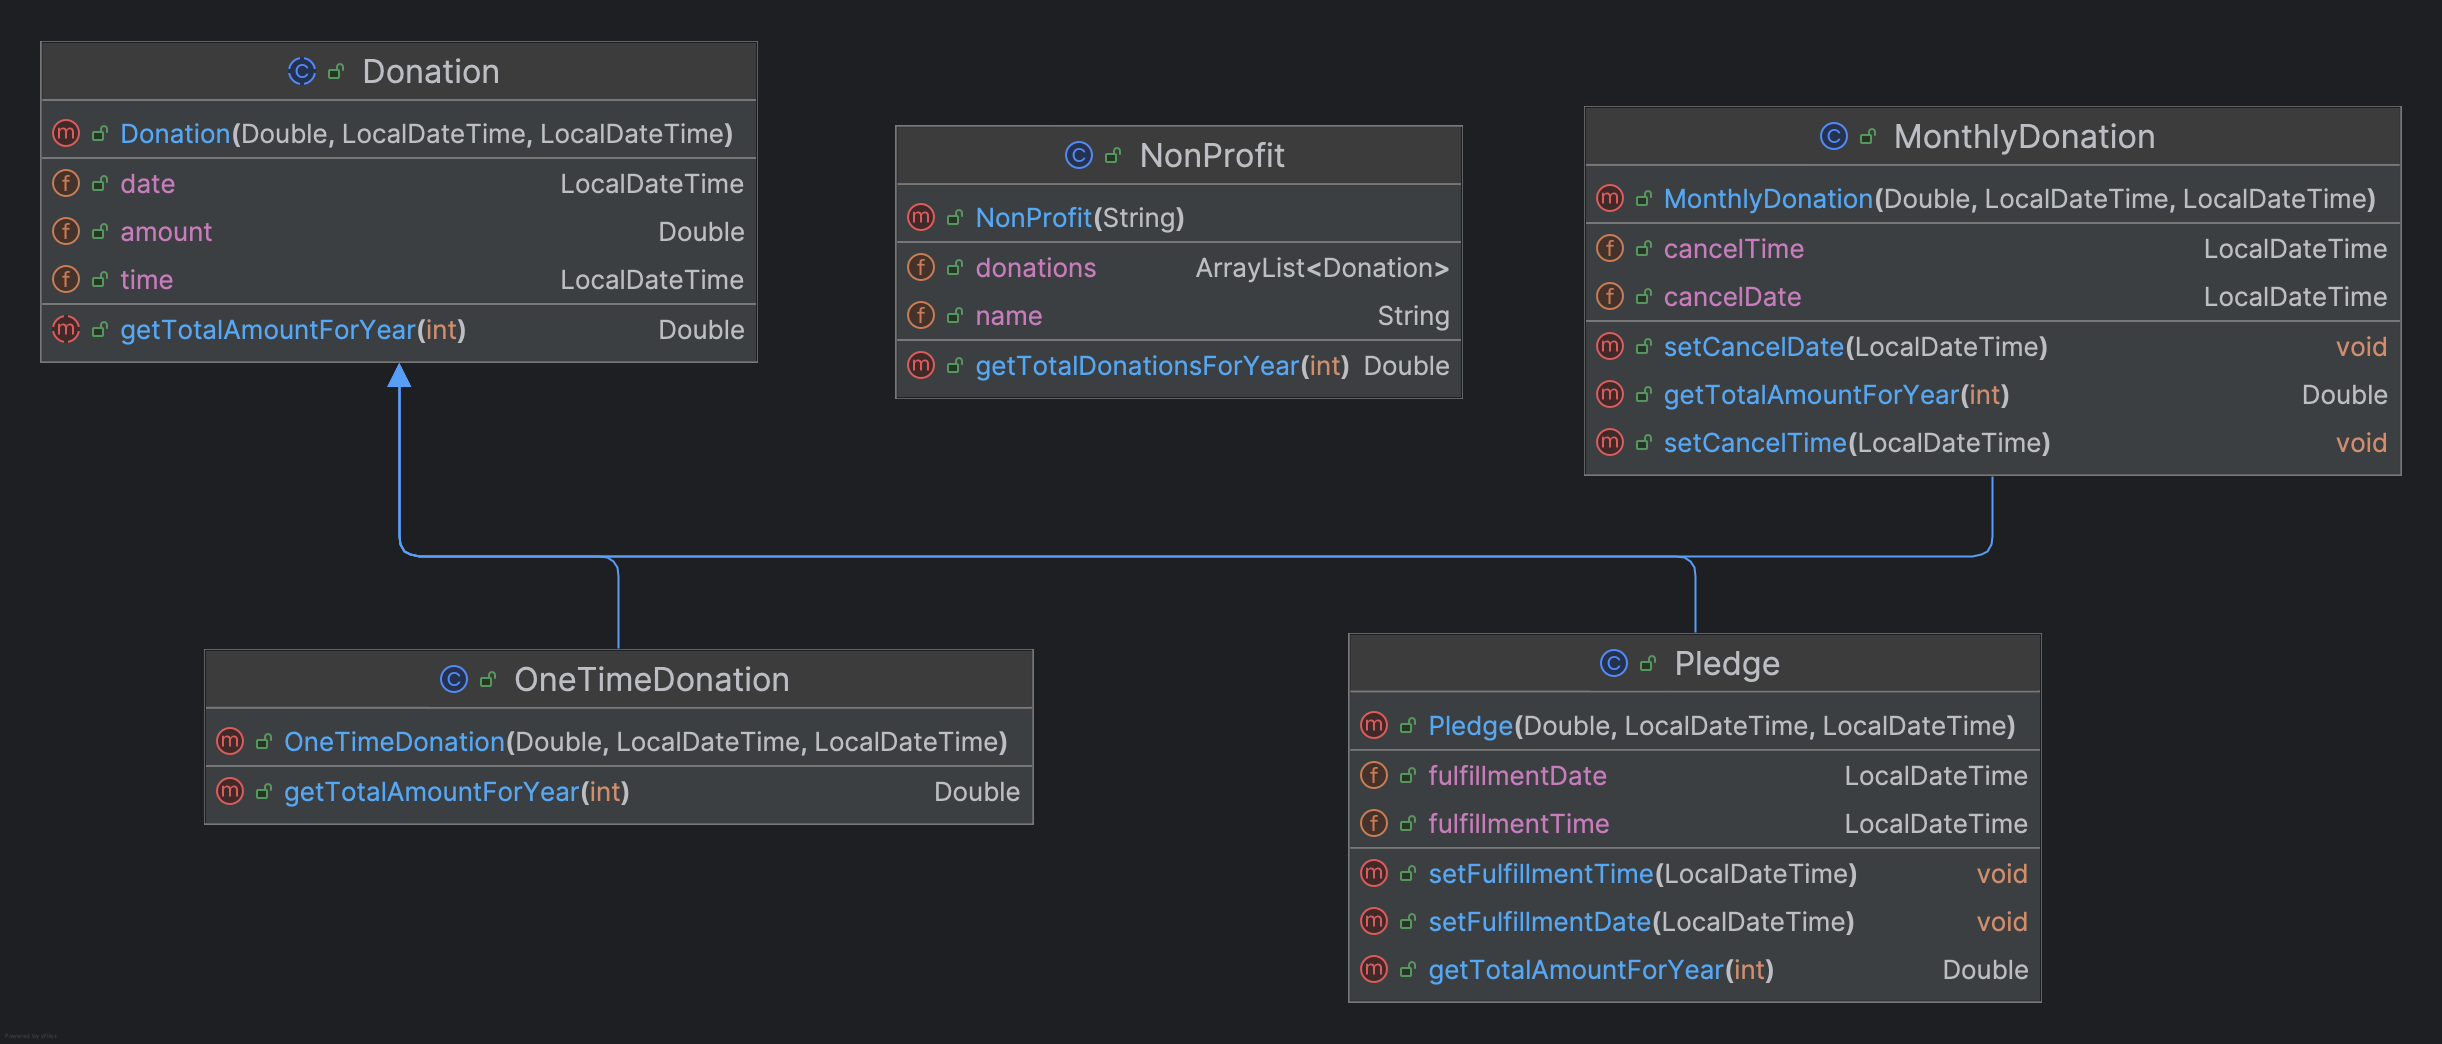 Donation
Donation(Double, LocalDateTime, LocalDateTime)
date LocalDateTime
amount Double
time LocalDateTime
getTotalAmountForYear(int) Double
NonProfit
NonProfit(String)
donations ArrayList<Donation>
name String
getTotalDonationsForYear(int) Double
MonthlyDonation
MonthlyDonation(Double, LocalDateTime, LocalDateTime)
cancelTime LocalDateTime
cancelDate LocalDateTime
setCancelDate(LocalDateTime) void
getTotalAmountForYear(int) Double
setCancelTime(LocalDateTime) void
OneTimeDonation
OneTimeDonation(Double, LocalDateTime, LocalDateTime)
getTotalAmountForYear(int) Double
Pledge
Pledge(Double, LocalDateTime, LocalDateTime)
fulfillmentDate LocalDateTime
fulfillmentTime LocalDateTime
setFulfillmentTime(LocalDateTime) void
setFulfillmentDate(LocalDateTime) void
getTotalAmountForYear(int) Double
Powered by yFiles